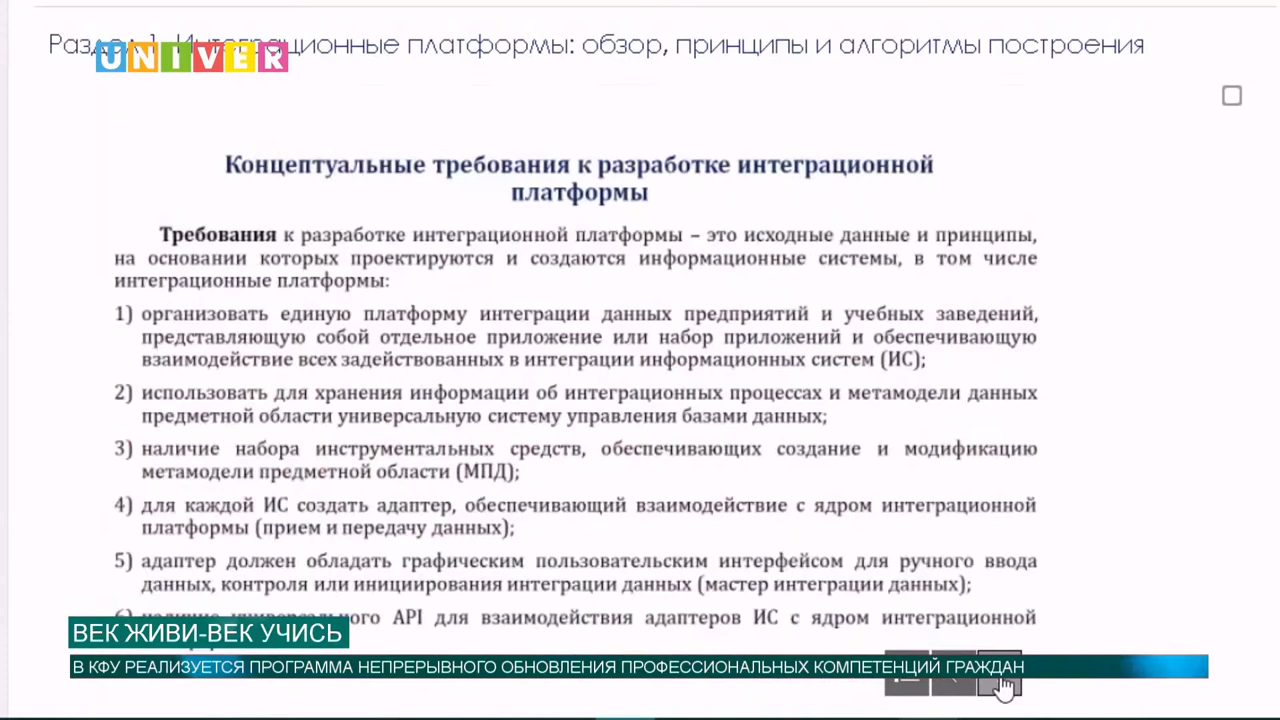 Раздел 1. Интеграционные платформы: обзор, принципы и алгоритмы построения
UNIVER
Концептуальные требования к разработке интеграционной
платформы
Требования к разработке интеграционной платформы – это исходные данные и принципы,
на основании которых проектируются и создаются информационные системы, в том числе
интеграционные платформы:
1) организовать единую платформу интеграции данных предприятий и учебных заведений,
представляющую собой отдельное приложение или набор приложений и обеспечивающую
взаимодействие всех задействованных в интеграции информационных систем (ИС);
2) использовать для хранения информации об интеграционных процессах и метамодели данных
предметной области универсальную систему управления базами данных;
3) наличие набора инструментальных средств, обеспечивающих создание и модификацию
метамодели предметной области (МПД);
4) для каждой ИС создать адаптер, обеспечивающий взаимодействие с ядром интеграционной
платформы (прием и передачу данных);
5) адаптер должен обладать графическим пользовательским интерфейсом для ручного ввода
данных, контроля или инициирования интеграции данных (мастер интеграции данных);
6) наличие универсального API для взаимодействия адаптеров ИС с ядром интеграционной
ВЕК ЖИВИ-ВЕК УЧИСЬ
В КФУ РЕАЛИЗУЕТСЯ ПРОГРАММА НЕПРЕРЫВНОГО ОБНОВЛЕНИЯ ПРОФЕССИОНАЛЬНЫХ КОМПЕТЕНЦИЙ ГРАЖДАН